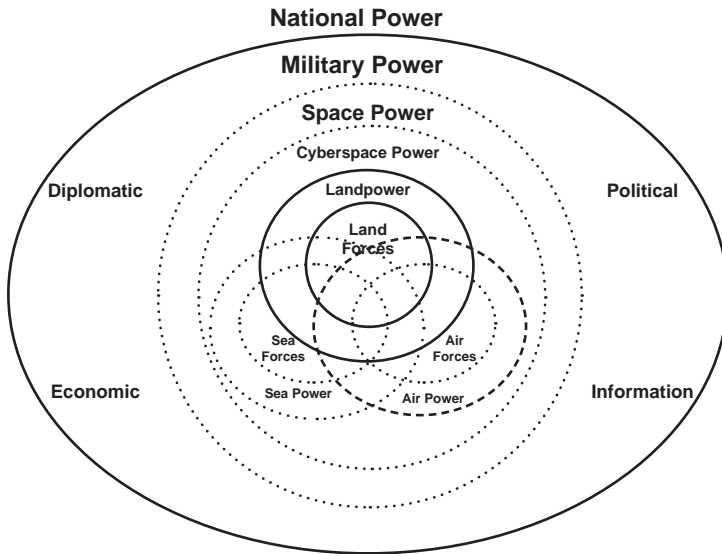 National Power
Military Power
Space Power
Cyberspace Power
Diplomatic
Landpower
Political
Land
Forces
Sea
Forces
Air
Forces
Economic
Sea Power
Air Power
Information